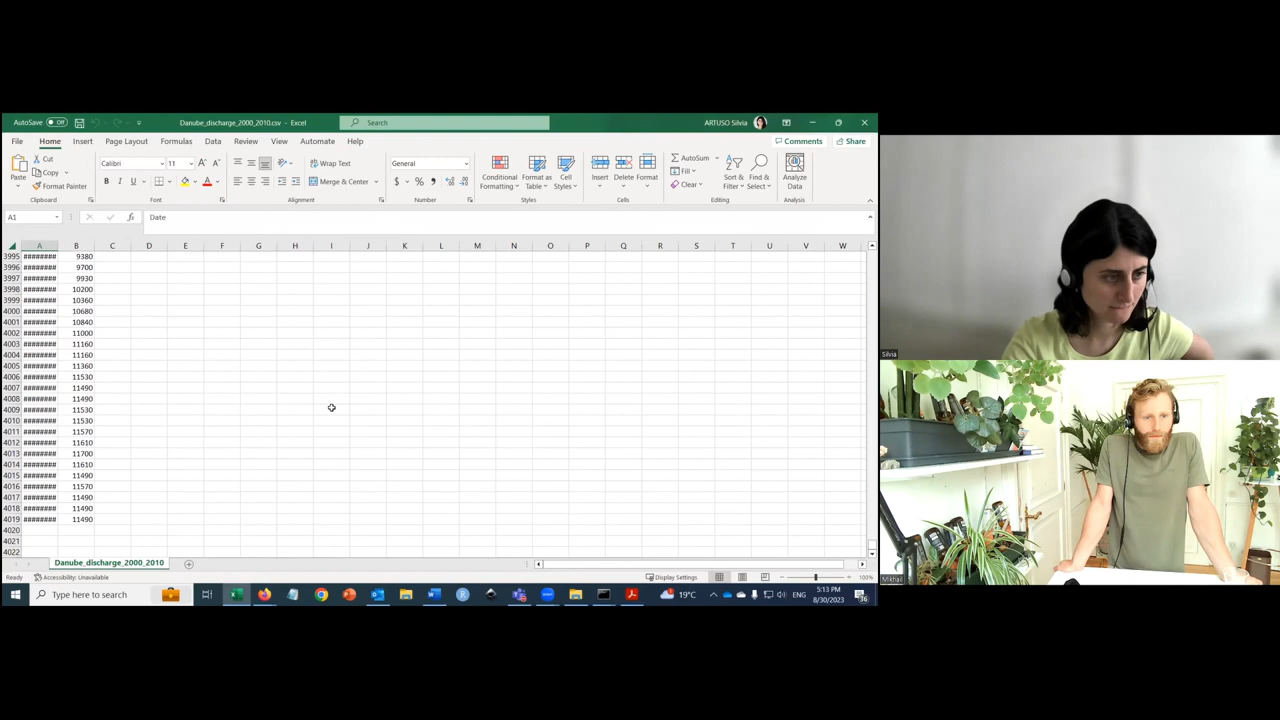 AutoSave Off Danube_discharge_2000_2010.csv - Excel Search ARTUSO Silvia
File Home Insert Page Layout Formulas Data Review View Automate Help Comments Share
Paste Cut Copy Format Painter Calibri 11 Wrap Text Merge & Center General Conditional Formatting Format as Table Cell Styles Insert Delete Format AutoSum Fill Clear Sort & Filter Find & Select Analyze Data
Clipboard Font Alignment Number Styles Cells Editing Analysis
A1 fx Date
A B C D E F G H I J K L M N O P Q R S T U V W
3995 ######## 9380
3996 ######## 9700
3997 ######## 9930
3998 ######## 10200
3999 ######## 10360
4000 ######## 10680
4001 ######## 10840
4002 ######## 11000
4003 ######## 11160
4004 ######## 11160
4005 ######## 11360
4006 ######## 11530
4007 ######## 11490
4008 ######## 11490
4009 ######## 11530
4010 ######## 11530
4011 ######## 11570
4012 ######## 11610
4013 ######## 11700
4014 ######## 11610
4015 ######## 11490
4016 ######## 11570
4017 ######## 11490
4018 ######## 11490
4019 ######## 11490
4020
4021
4022
Danube_discharge_2000_2010
Ready Accessibility: Unavailable Display Settings 100%
Type here to search 19°C ENG 5:13 PM
8/30/2023 36
Silvia
Mikhail